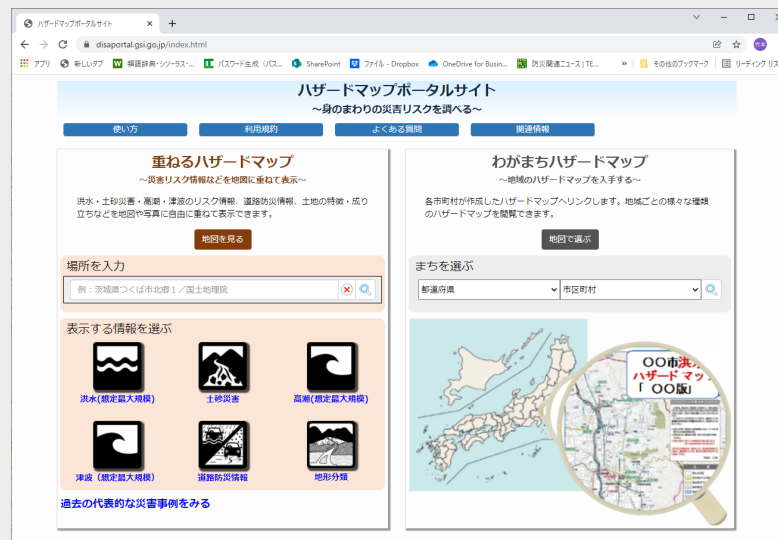 ハザードマップポータルサイト
disaportal.gsi.go.jp/index.html
アプリ 新しいタブ 類語辞典・シソーラス・... パスワード生成（パス... SharePoint ファイル - Dropbox OneDrive for Busin... 防災関連ニュース | TE... » その他のブックマーク リーディング リス
ハザードマップポータルサイト
～身のまわりの災害リスクを調べる～
使い方 利用規約 よくある質問 関連情報
重ねるハザードマップ
～災害リスク情報などを地図に重ねて表示～
洪水・土砂災害・高潮・津波のリスク情報、道路防災情報、土地の特徴・成り
立ちなどを地図や写真に自由に重ねて表示できます。
地図を見る
場所を入力
例：茨城県つくば市北郷１／国土地理院
表示する情報を選ぶ
洪水(想定最大規模) 土砂災害 高潮(想定最大規模)
津波（想定最大規模） 道路防災情報 地形分類
過去の代表的な災害事例をみる
わがまちハザードマップ
～地域のハザードマップを入手する～
各市町村が作成したハザードマップへリンクします。地域ごとの様々な種類
のハザードマップを閲覧できます。
地図で選ぶ
まちを選ぶ
都道府県 市区町村
○○市洪
ハザードマッ
「 ○○版」